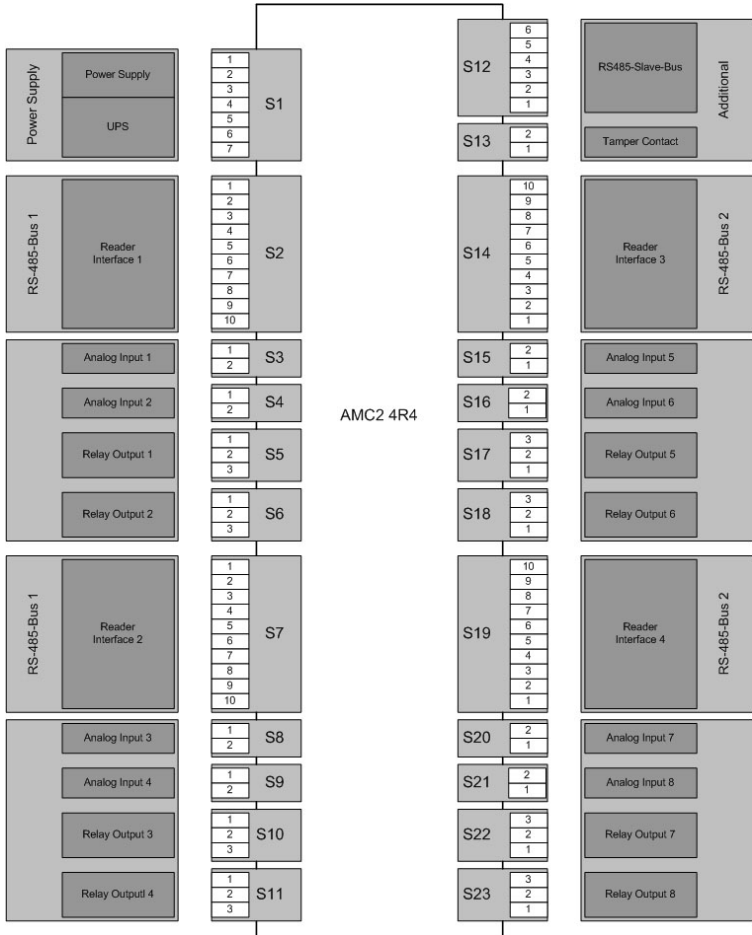 Power Supply
Power Supply
UPS
1
2
3
4
5
6
7
S1
RS-485-Bus 1
Reader
Interface 1
1
2
3
4
5
6
7
8
9
10
S2
Analog Input 1
1
2
S3
Analog Input 2
1
2
S4
Relay Output 1
1
2
3
S5
Relay Output 2
1
2
3
S6
RS-485-Bus 1
Reader
Interface 2
1
2
3
4
5
6
7
8
9
10
S7
Analog Input 3
1
2
S8
Analog Input 4
1
2
S9
Relay Output 3
1
2
3
S10
Relay Outputl 4
1
2
3
S11
AMC2 4R4
S12
6
5
4
3
2
1
RS485-Slave-Bus
Additional
S13
2
1
Tamper Contact
S14
10
9
8
7
6
5
4
3
2
1
Reader
Interface 3
RS-485-Bus 2
S15
2
1
Analog Input 5
S16
2
1
Analog Input 6
S17
3
2
1
Relay Output 5
S18
3
2
1
Relay Output 6
S19
10
9
8
7
6
5
4
3
2
1
Reader
Interface 4
RS-485-Bus 2
S20
2
1
Analog Input 7
S21
2
1
Analog Input 8
S22
3
2
1
Relay Output 7
S23
3
2
1
Relay Output 8